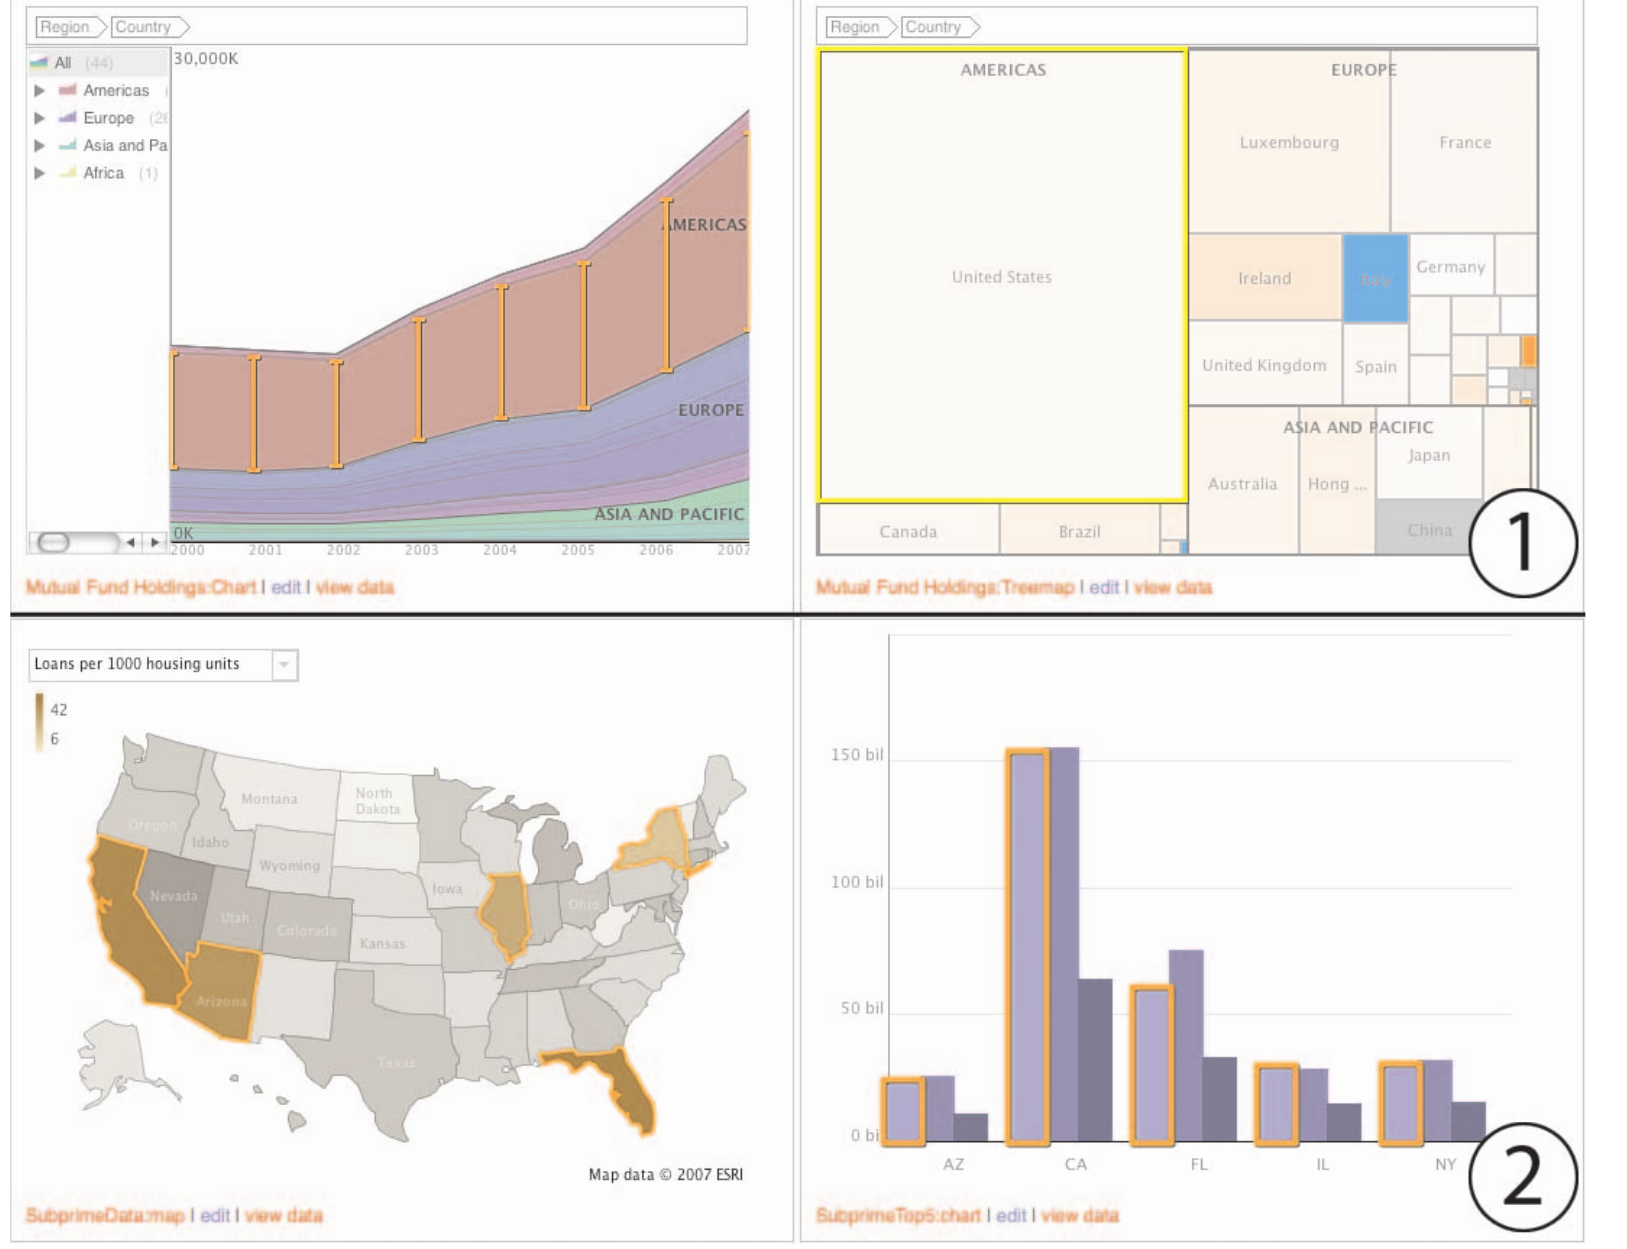 Region Country
All (44)
Americas
Europe (26
Asia and Pa
Africa (1)
30,000K
AMERICAS
EUROPE
ASIA AND PACIFIC
0K
2000 2001 2002 2003 2004 2005 2006 2007
Mutual Fund Holdings:Chart | edit | view data
Region Country
AMERICAS
United States
Canada
Brazil
EUROPE
Luxembourg
France
Ireland
Italy
Germany
United Kingdom
Spain
ASIA AND PACIFIC
Japan
Australia
Hong ...
China
1
Mutual Fund Holdings:Treemap | edit | view data
Loans per 1000 housing units
42
6
Montana
North
Dakota
Oregon
Idaho
Wyoming
Nevada
Iowa
Utah
Ohio
Colorado
Kansas
Arizona
Texas
Map data © 2007 ESRI
SubprimeData:map | edit | view data
150 bil
100 bil
50 bil
0 bi
AZ CA FL IL NY
2
SubprimeTop5:chart | edit | view data